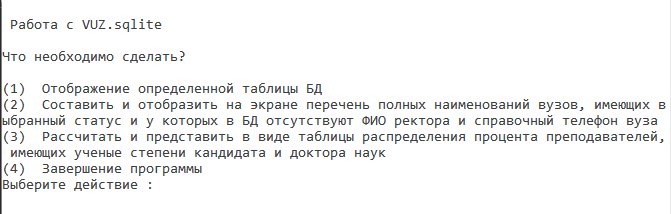 Работа с VUZ.sqlite
Что необходимо сделать?
(1) Отображение определенной таблицы БД
(2) Составить и отобразить на экране перечень полных наименований вузов, имеющих в
ыбранный статус и у которых в БД отсутствуют ФИО ректора и справочный телефон вуза
(3) Рассчитать и представить в виде таблицы распределения процента преподавателей,
имеющих ученые степени кандидата и доктора наук
(4) Завершение программы
Выберите действие :